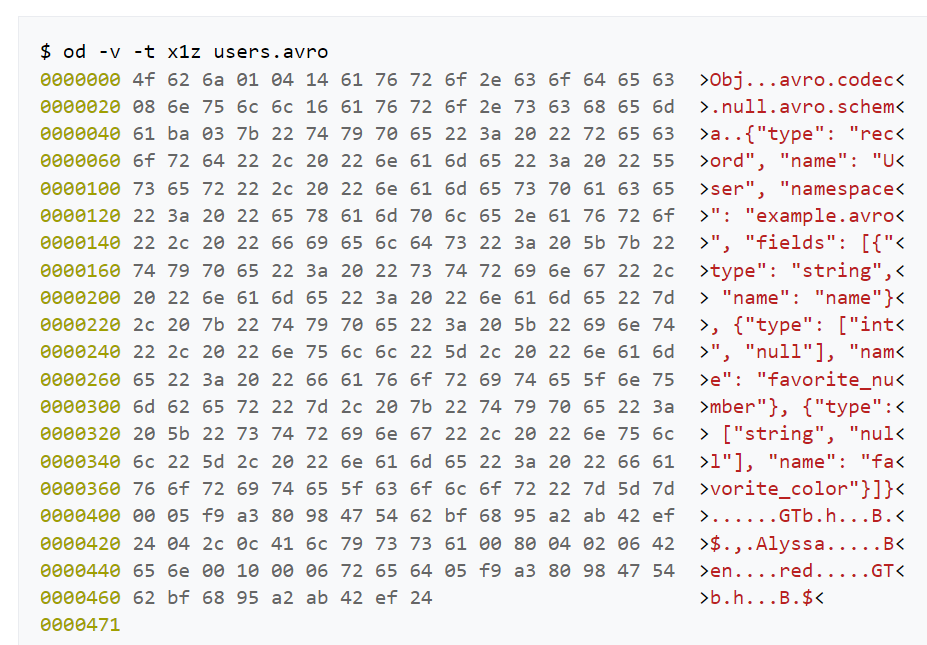 $ od -v -t x1z users.avro
0000000 4f 62 6a 01 04 14 61 76 72 6f 2e 63 6f 64 65 63  >Obj...avro.codec<
0000020 08 6e 75 6c 6c 16 61 76 72 6f 2e 73 63 68 65 6d  >.null.avro.schem<
0000040 61 ba 03 7b 22 74 79 70 65 22 3a 20 22 72 65 63  >a..{"type": "rec<
0000060 6f 72 64 22 2c 20 22 6e 61 6d 65 22 3a 20 22 55  >ord", "name": "U<
0000100 73 65 72 22 2c 20 22 6e 61 6d 65 73 70 61 63 65  >ser", "namespace<
0000120 22 3a 20 22 65 78 61 6d 70 6c 65 2e 61 76 72 6f  >": "example.avro<
0000140 22 2c 20 22 66 69 65 6c 64 73 22 3a 20 5b 7b 22  >", "fields": [{"<
0000160 74 79 70 65 22 3a 20 22 73 74 72 69 6e 67 22 2c  >type": "string",<
0000200 20 22 6e 61 6d 65 22 3a 20 22 6e 61 6d 65 22 7d  > "name": "name"}<
0000220 2c 20 7b 22 74 79 70 65 22 3a 20 5b 22 69 6e 74  >, {"type": ["int<
0000240 22 2c 20 22 6e 75 6c 6c 22 5d 2c 20 22 6e 61 6d  >", "null"], "nam<
0000260 65 22 3a 20 22 66 61 76 6f 72 69 74 65 5f 6e 75  >e": "favorite_nu<
0000300 6d 62 65 72 22 7d 2c 20 7b 22 74 79 70 65 22 3a  >mber"}, {"type":<
0000320 20 5b 22 73 74 72 69 6e 67 22 2c 20 22 6e 75 6c  > ["string", "nul<
0000340 6c 22 5d 2c 20 22 6e 61 6d 65 22 3a 20 22 66 61  >l"], "name": "fa<
0000360 76 6f 72 69 74 65 5f 63 6f 6c 6f 72 22 7d 5d 7d  >vorite_color"}]}<
0000400 00 05 f9 a3 80 98 47 54 62 bf 68 95 a2 ab 42 ef  >......GTb.h...B.<
0000420 24 04 2c 0c 41 6c 79 73 73 61 00 80 04 02 06 42  >$.,.Alyssa.....B<
0000440 65 6e 00 10 00 06 72 65 64 05 f9 a3 80 98 47 54  >en....red.....GT<
0000460 62 bf 68 95 a2 ab 42 ef 24  >b.h...B.$<
0000471